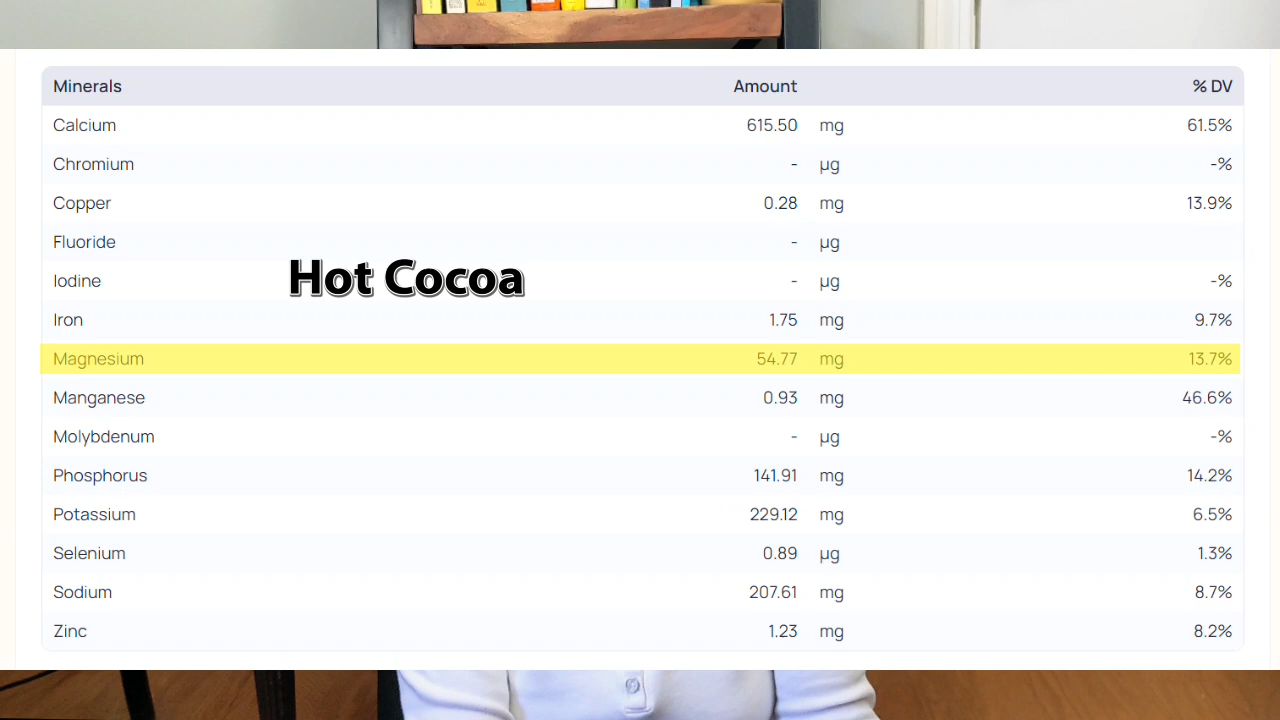 Minerals Amount % DV
Calcium 615.50 mg 61.5%
Chromium - µg -%
Copper 0.28 mg 13.9%
Fluoride - µg
Hot Cocoa
Iodine - µg -%
Iron 1.75 mg 9.7%
Magnesium 54.77 mg 13.7%
Manganese 0.93 mg 46.6%
Molybdenum - µg -%
Phosphorus 141.91 mg 14.2%
Potassium 229.12 mg 6.5%
Selenium 0.89 µg 1.3%
Sodium 207.61 mg 8.7%
Zinc 1.23 mg 8.2%